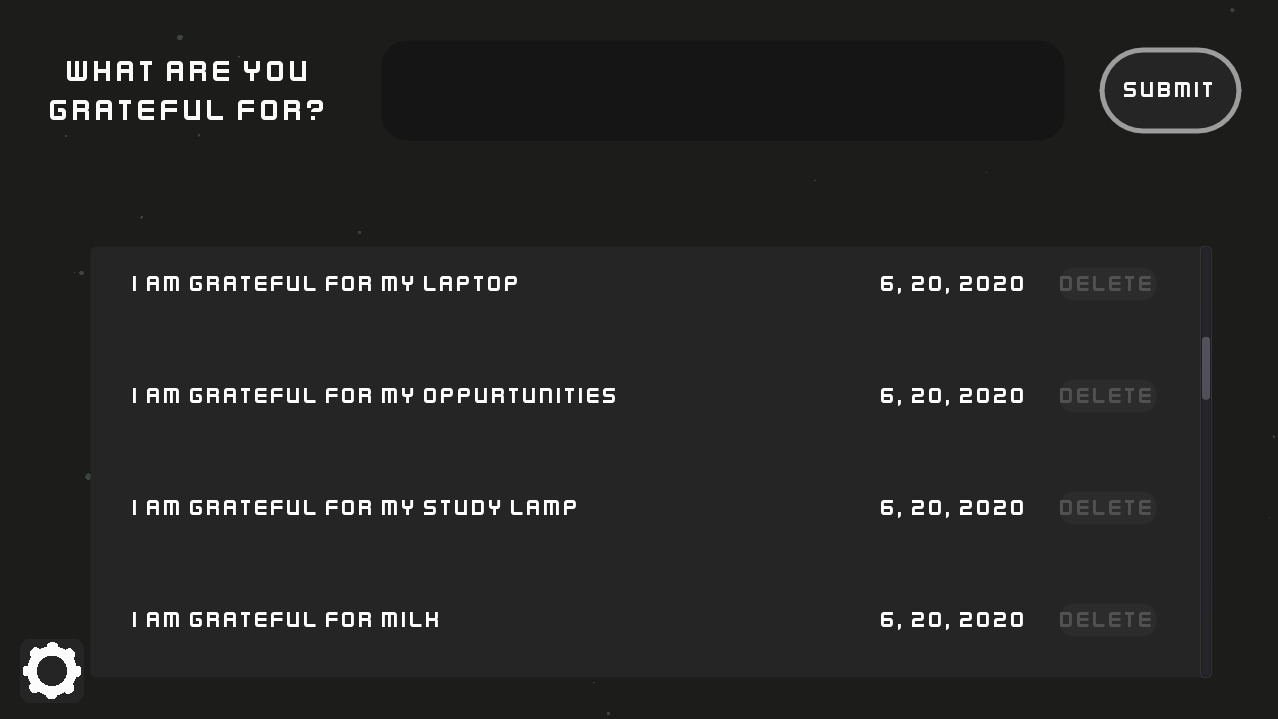 WHAT ARE YOU
GRATEFUL FOR?
SUBMIT
I AM GRATEFUL FOR MY LAPTOP 6, 20, 2020 DELETE
I AM GRATEFUL FOR MY OPPURTUNITIES 6, 20, 2020 DELETE
I AM GRATEFUL FOR MY STUDY LAMP 6, 20, 2020 DELETE
I AM GRATEFUL FOR MILK 6, 20, 2020 DELETE